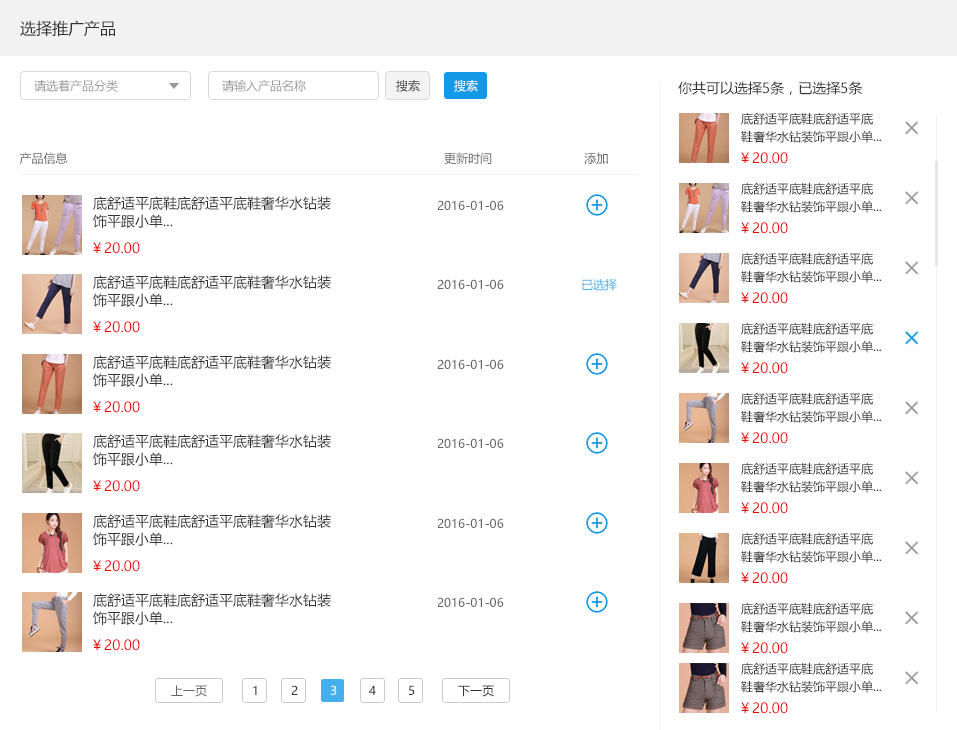 选择推广产品
请选着产品分类
请输入产品名称
搜索
搜索
产品信息
更新时间
添加
底舒适平底鞋底舒适平底鞋奢华水钻装
饰平跟小单...
¥ 20.00
2016-01-06
底舒适平底鞋底舒适平底鞋奢华水钻装
饰平跟小单...
¥ 20.00
2016-01-06
已选择
底舒适平底鞋底舒适平底鞋奢华水钻装
饰平跟小单...
¥ 20.00
2016-01-06
底舒适平底鞋底舒适平底鞋奢华水钻装
饰平跟小单...
¥ 20.00
2016-01-06
底舒适平底鞋底舒适平底鞋奢华水钻装
饰平跟小单...
¥ 20.00
2016-01-06
底舒适平底鞋底舒适平底鞋奢华水钻装
饰平跟小单...
¥ 20.00
2016-01-06
上一页
1
2
3
4
5
下一页
你共可以选择5条，已选择5条
底舒适平底鞋底舒适平底
鞋奢华水钻装饰平跟小单...
¥ 20.00
底舒适平底鞋底舒适平底
鞋奢华水钻装饰平跟小单...
¥ 20.00
底舒适平底鞋底舒适平底
鞋奢华水钻装饰平跟小单...
¥ 20.00
底舒适平底鞋底舒适平底
鞋奢华水钻装饰平跟小单...
¥ 20.00
底舒适平底鞋底舒适平底
鞋奢华水钻装饰平跟小单...
¥ 20.00
底舒适平底鞋底舒适平底
鞋奢华水钻装饰平跟小单...
¥ 20.00
底舒适平底鞋底舒适平底
鞋奢华水钻装饰平跟小单...
¥ 20.00
底舒适平底鞋底舒适平底
鞋奢华水钻装饰平跟小单...
¥ 20.00
底舒适平底鞋底舒适平底
鞋奢华水钻装饰平跟小单...
¥ 20.00